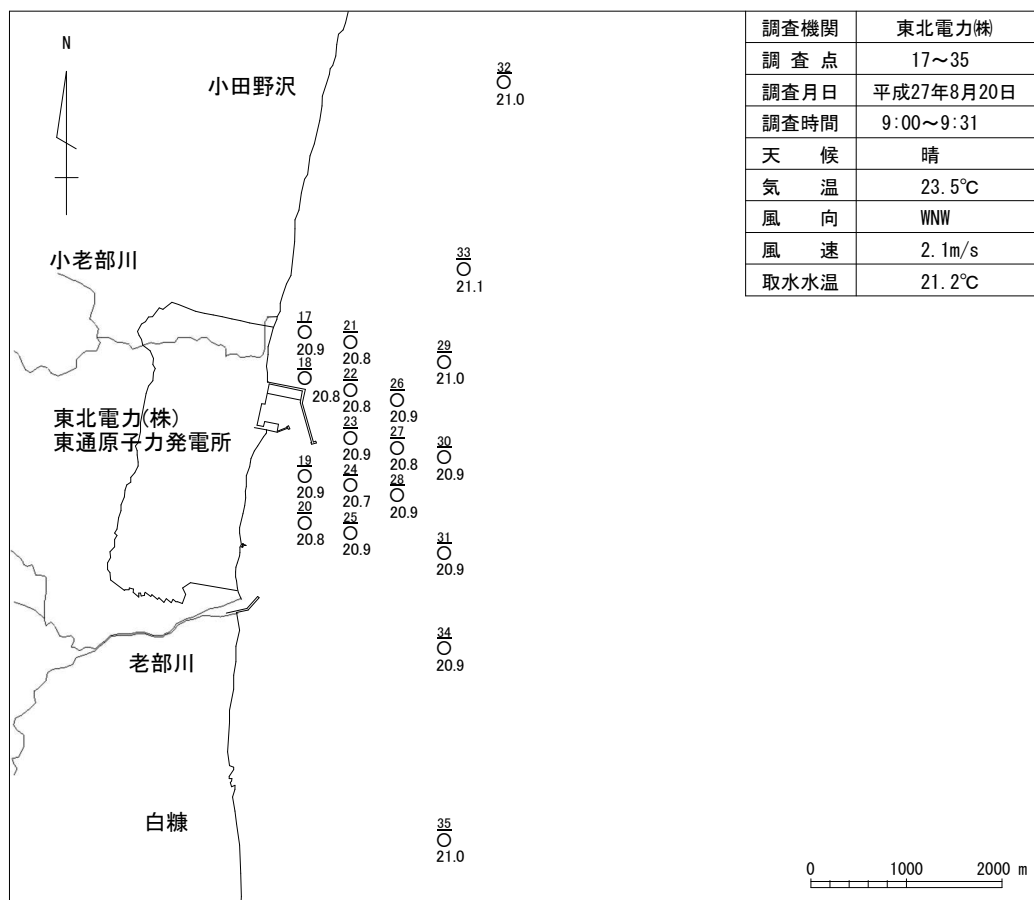 調査機関 東北電力㈱
調査点 17～35
調査月日 平成27年8月20日
調査時間 9:00～9:31
天候 晴
気温 23.5℃
風向 WNW
風速 2.1m/s
取水水温 21.2℃
N
小田野沢
32
21.0
小老部川
33
21.1
17
20.9
21
20.8
29
21.0
18
20.8
22
20.8
26
20.9
東北電力(株)
東通原子力発電所
23
20.9
27
20.8
30
20.9
19
20.9
24
20.7
28
20.9
20
20.8
25
20.9
31
20.9
34
20.9
老部川
白糠
35
21.0
0 1000 2000 m